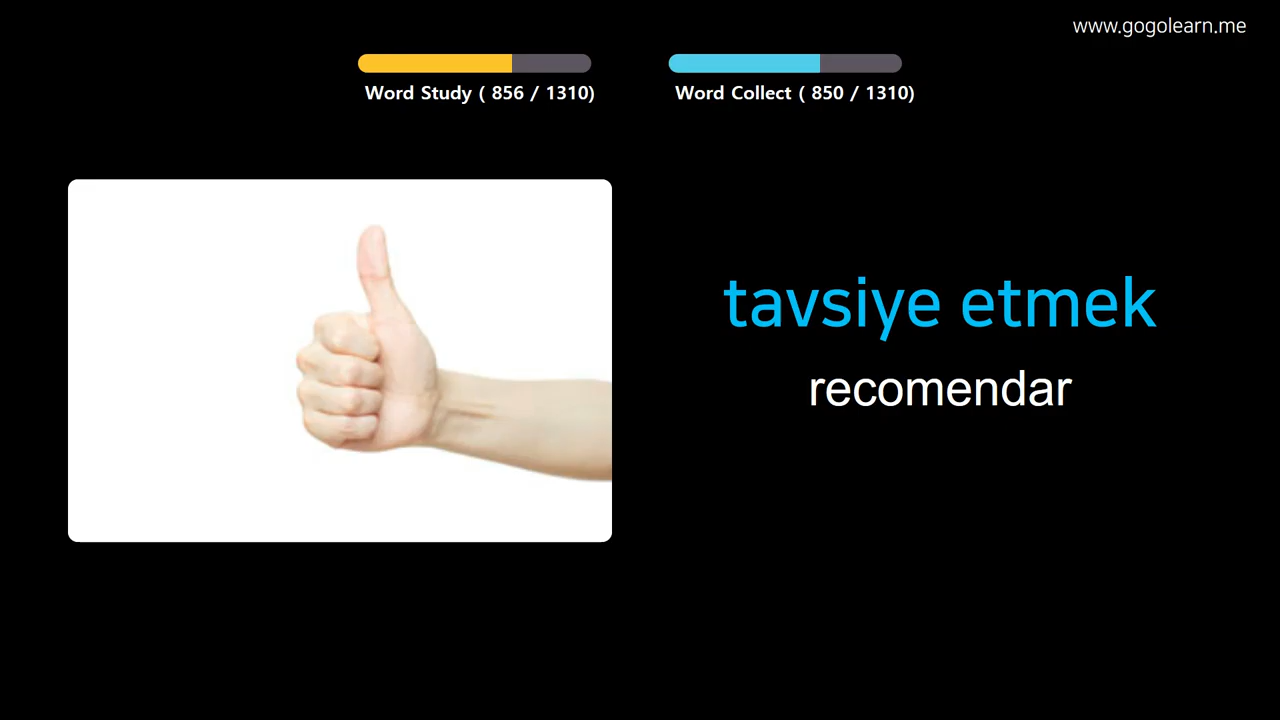 www.gogolearn.me
Word Study ( 856 / 1310)
Word Collect ( 850 / 1310)
tavsiye etmek
recomendar